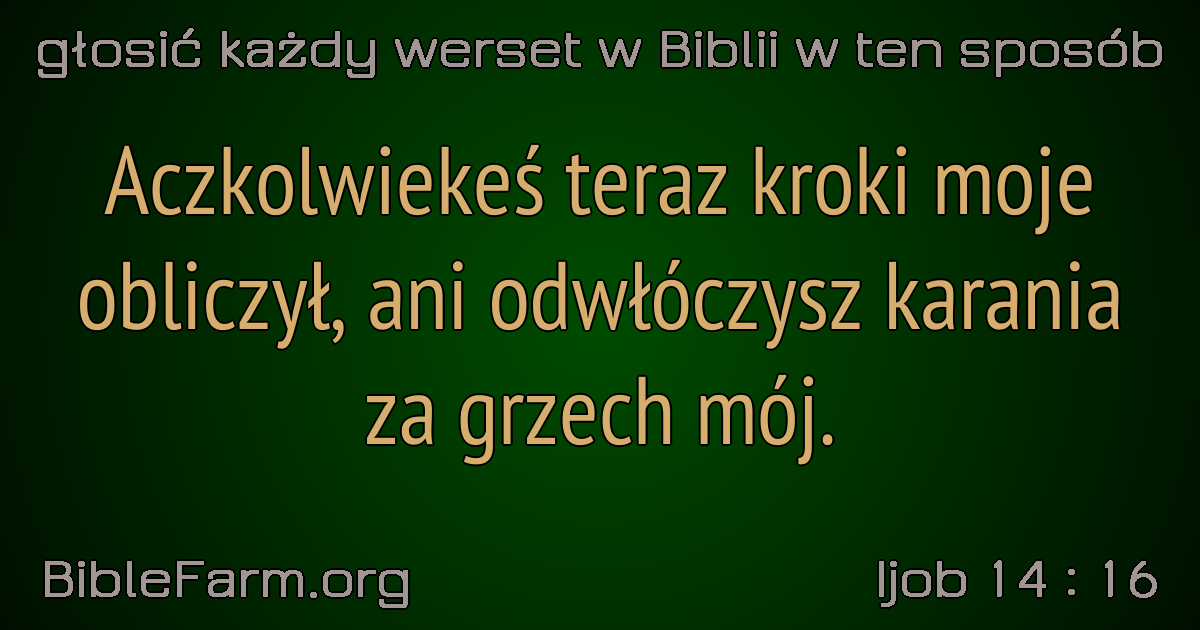 głosić każdy werset w Biblii w ten sposób
Aczkolwiekeś teraz kroki moje
obliczył, ani odwłóczysz karania
za grzech mój.
BibleFarm.org
Ijob 14 : 16